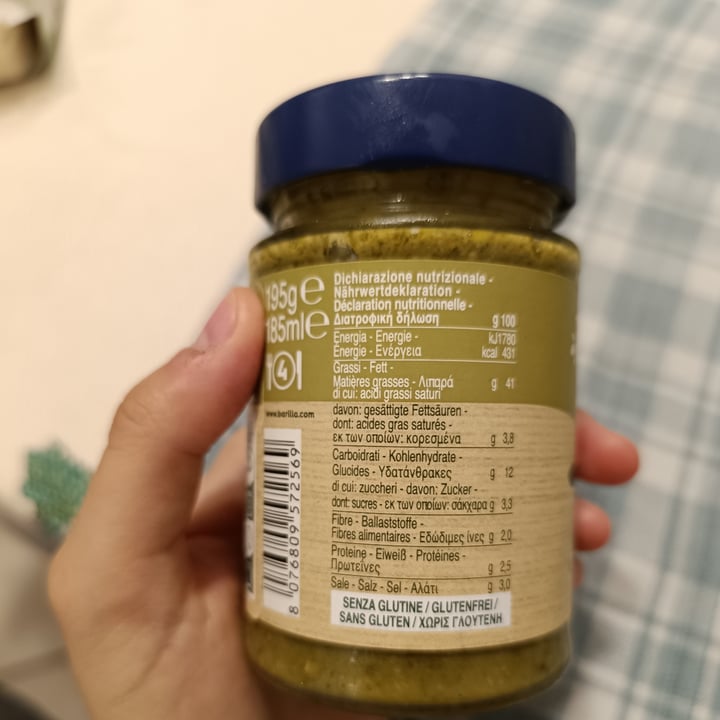 195g e
185ml e
4
www.barilla.com
8 076809 572569
Dichiarazione nutrizionale -
Nährwertdeklaration -
Déclaration nutritionnelle -
Διατροφική δήλωση g 100
Energia - Energie - kJ1780
Énergie - Ενέργεια kcal 431
Grassi - Fett -
Matières grasses - Λιπαρά g 41
di cui: acidi grassi saturi
davon: gesättigte Fettsäuren -
dont: acides gras saturés -
εκ των οποίων: κορεσμένα g 3,8
Carboidrati - Kohlenhydrate -
Glucides - Υδατάνθρακες g 12
di cui: zuccheri - davon: Zucker -
dont: sucres - εκ των οποίων: σάκχαρα g 3,3
Fibre - Ballaststoffe -
Fibres alimentaires - Εδώδιμες ίνες g 2,0
Proteine - Eiweiß - Protéines -
Πρωτεΐνες g 2,5
Sale - Salz - Sel - Αλάτι g 3,0
SENZA GLUTINE / GLUTENFREI /
SANS GLUTEN / ΧΩΡΙΣ ΓΛΟΥΤΕΝΗ